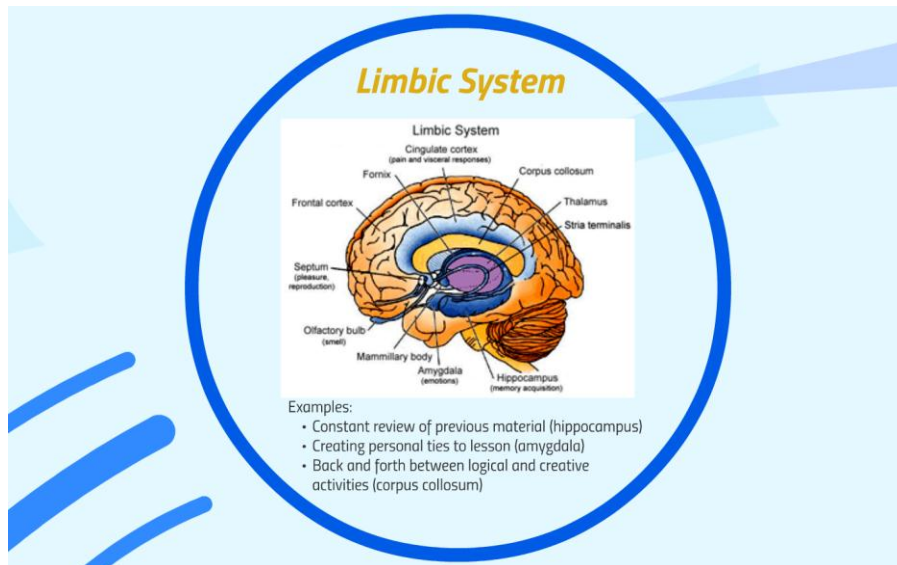 Limbic System
Limbic System
Cingulate cortex
(pain and visceral responses)
Fornix
Corpus collosum
Frontal cortex
Thalamus
Stria terminalis
Septum
(pleasure,
reproduction)
Olfactory bulb
(smell)
Mammillary body
Amygdala
(emotions)
Hippocampus
(memory acquisition)
Examples:
• Constant review of previous material (hippocampus)
• Creating personal ties to lesson (amygdala)
• Back and forth between logical and creative
activities (corpus collosum)